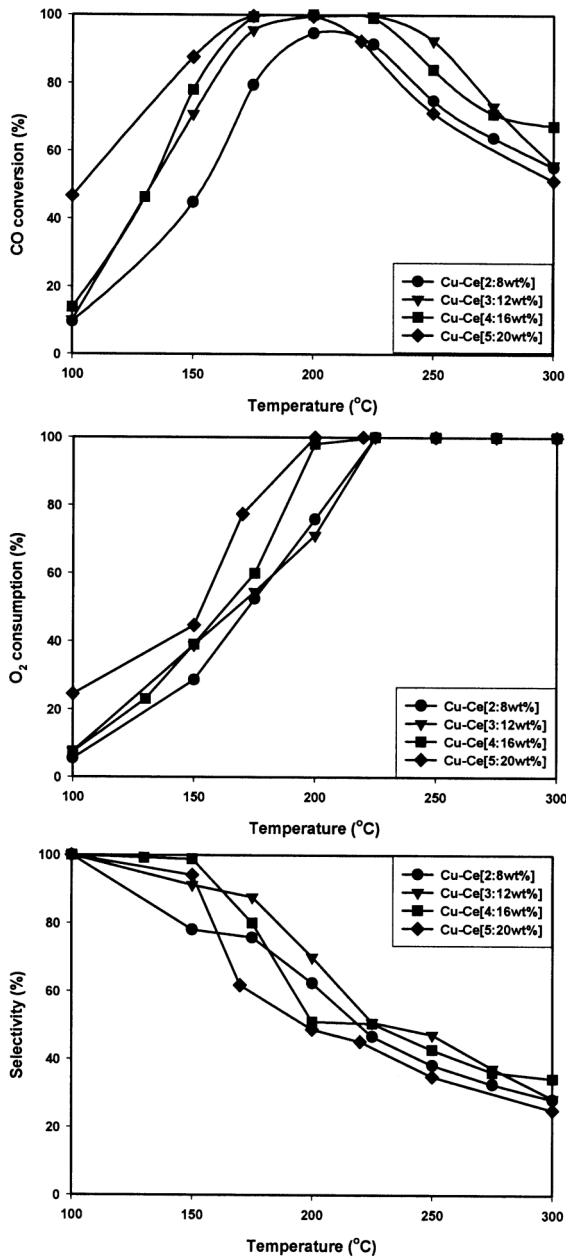 CO conversion (%)
100
80
60
40
20
0
Cu-Ce[2:8wt%]
Cu-Ce[3:12wt%]
Cu-Ce[4:16wt%]
Cu-Ce[5:20wt%]
100 150 200 250 300
Temperature (°C)
O₂ consumption (%)
100
80
60
40
20
0
Cu-Ce[2:8wt%]
Cu-Ce[3:12wt%]
Cu-Ce[4:16wt%]
Cu-Ce[5:20wt%]
100 150 200 250 300
Temperature (°C)
Selectivity (%)
100
80
60
40
20
0
Cu-Ce[2:8wt%]
Cu-Ce[3:12wt%]
Cu-Ce[4:16wt%]
Cu-Ce[5:20wt%]
100 150 200 250 300
Temperature (°C)